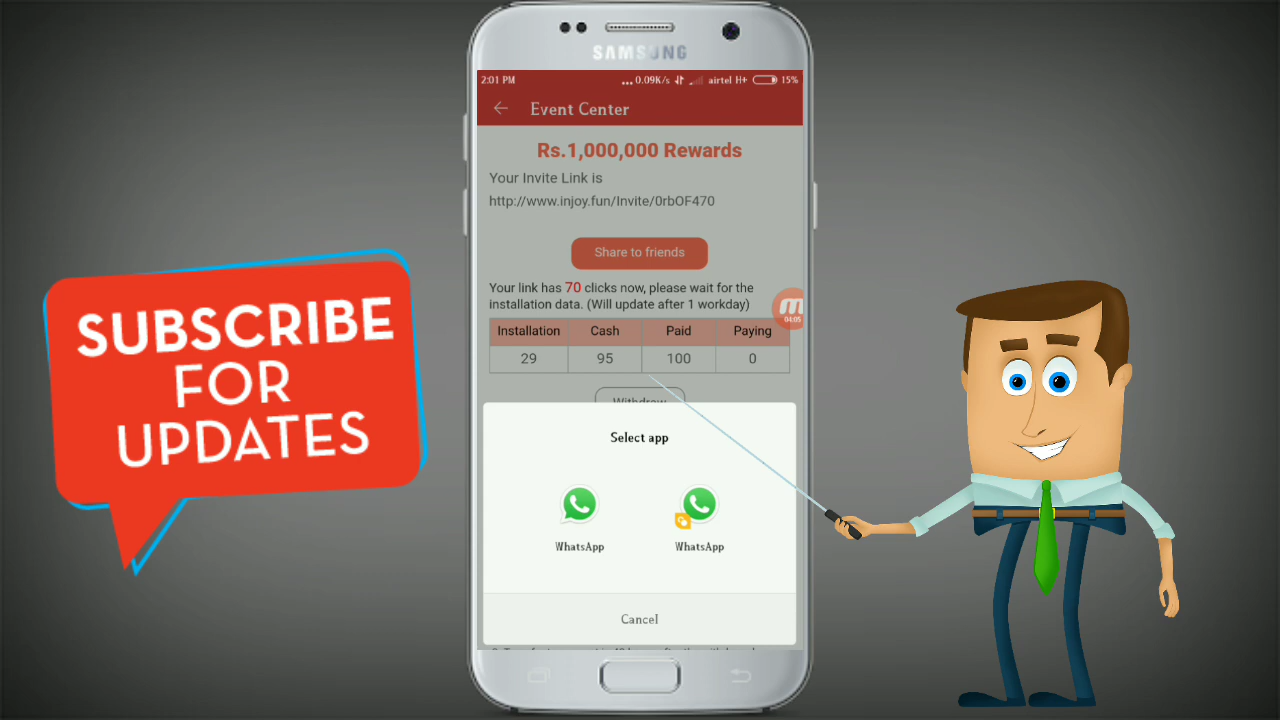 SUBSCRIBE
FOR
UPDATES
SAMSUNG
2:01 PM
...0.09K/s airtel H+ 15%
Event Center
Rs.1,000,000 Rewards
Your Invite Link is
http://www.injoy.fun/Invite/0rbOF470
Share to friends
Your link has 70 clicks now, please wait for the
installation data. (Will update after 1 workday)
04:05
Installation Cash Paid Paying
29 95 100 0
Withdraw
Select app
WhatsApp WhatsApp
Cancel